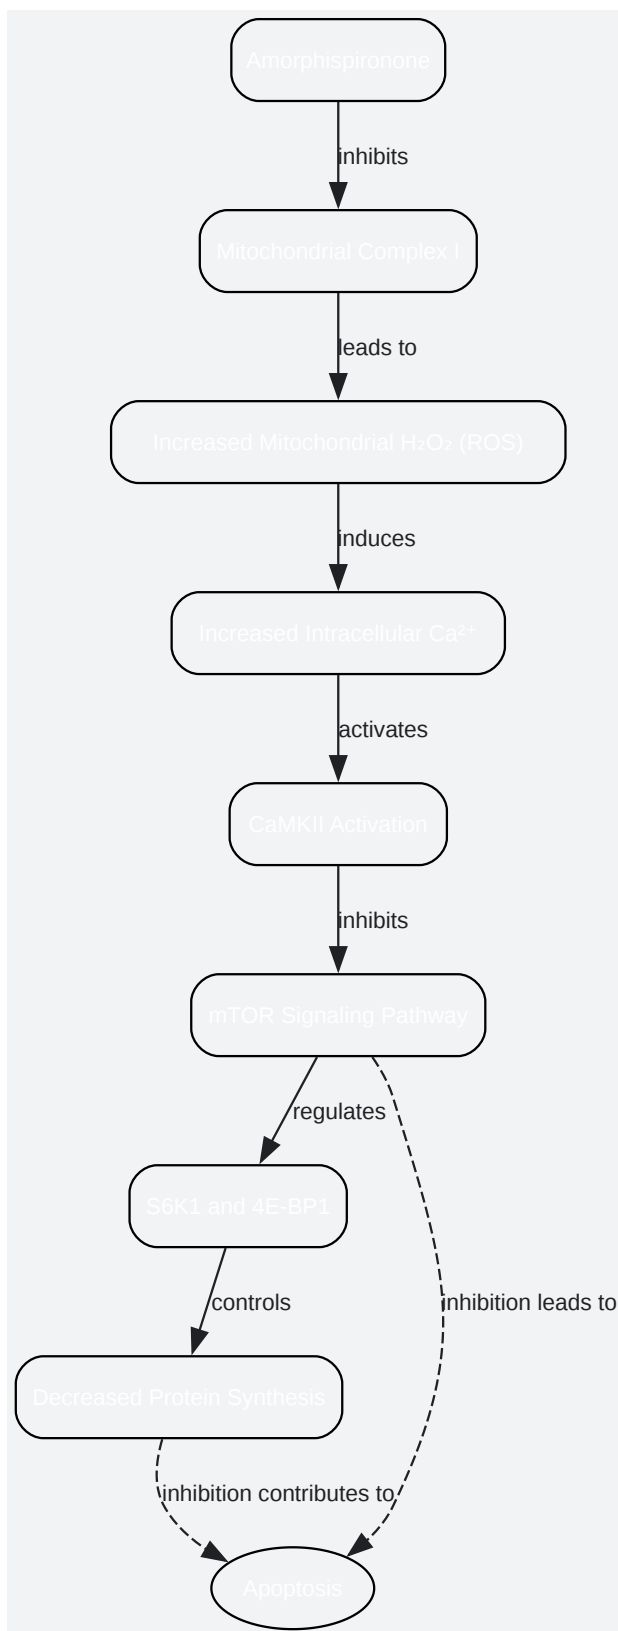 Amorphispironone
inhibits
Mitochondrial Complex I
leads to
Increased Mitochondrial H₂O₂ (ROS)
induces
Increased Intracellular Ca²⁺
activates
CaMKII Activation
inhibits
mTOR Signaling Pathway
regulates
S6K1 and 4E-BP1
controls
inhibition leads to
Decreased Protein Synthesis
inhibition contributes to
Apoptosis